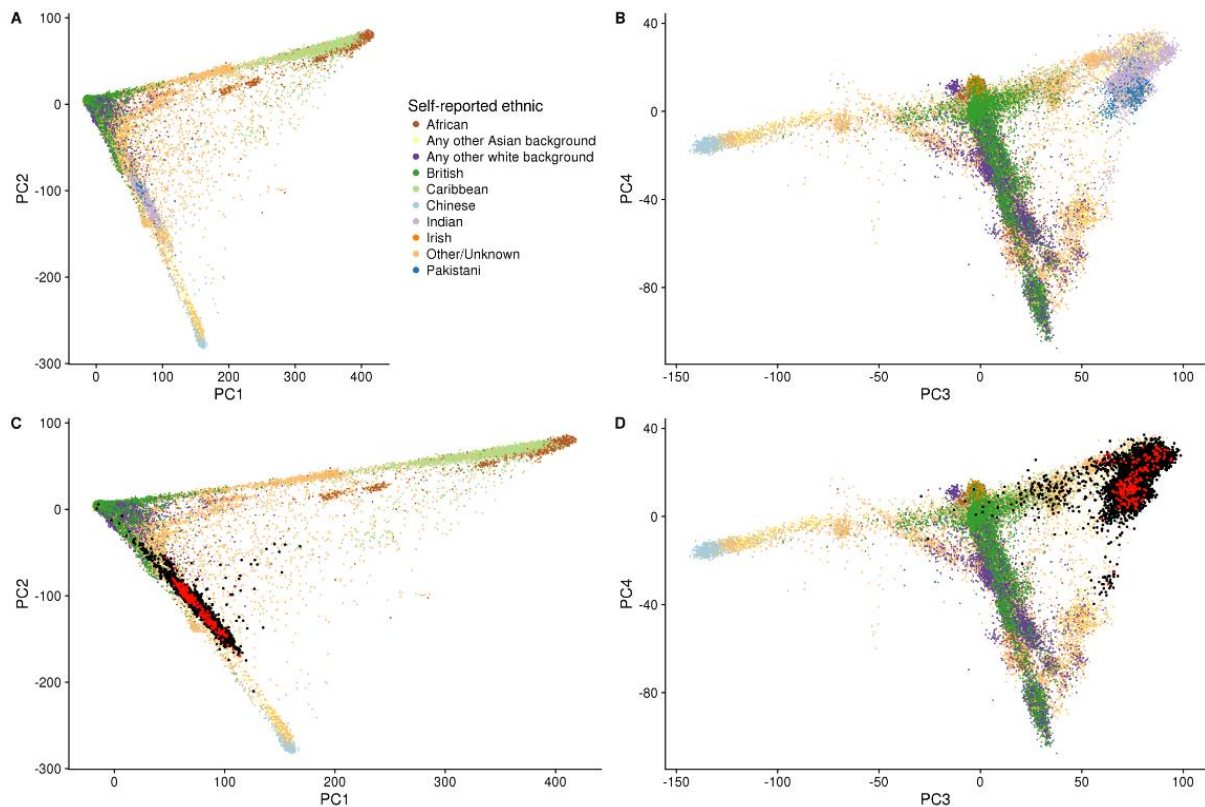 A
100
0
-100
-200
-300
PC2
0
100
200
300
400
PC1
Self-reported ethnic
African
Any other Asian background
Any other white background
British
Caribbean
Chinese
Indian
Irish
Other/Unknown
Pakistani
B
40
0
-40
-80
PC4
-150
-100
-50
0
50
100
PC3
C
100
0
-100
-200
-300
PC2
0
100
200
300
400
PC1
D
40
0
-40
-80
PC4
-150
-100
-50
0
50
100
PC3